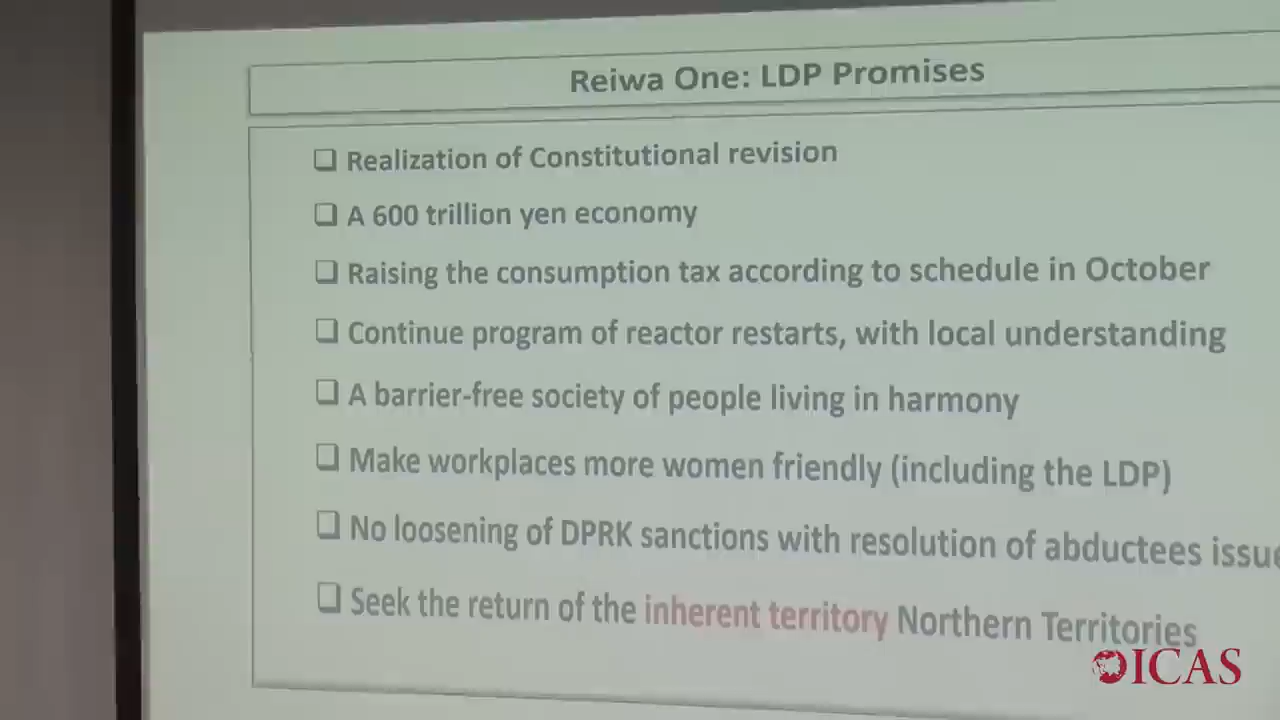 Reiwa One: LDP Promises
❑ Realization of Constitutional revision
❑ A 600 trillion yen economy
❑ Raising the consumption tax according to schedule in October
❑ Continue program of reactor restarts, with local understanding
❑ A barrier-free society of people living in harmony
❑ Make workplaces more women friendly (including the LDP)
❑ No loosening of DPRK sanctions with resolution of abductees issue
❑ Seek the return of the inherent territory Northern Territories
ICAS